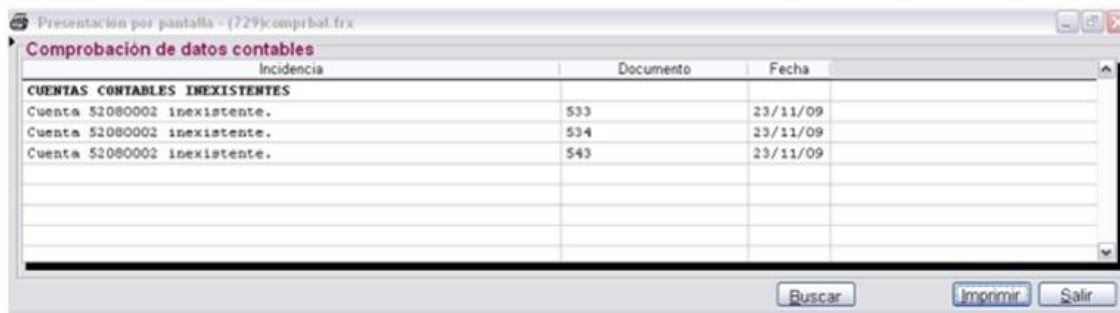 Presentación por pantalla - (729)comprbal.frx
Comprobación de datos contables
Incidencia Documento Fecha
CUENTAS CONTABLES INEXISTENTES
Cuenta 52080002 inexistente. 533 23/11/09
Cuenta 52080002 inexistente. 534 23/11/09
Cuenta 52080002 inexistente. 543 23/11/09
Buscar Imprimir Salir